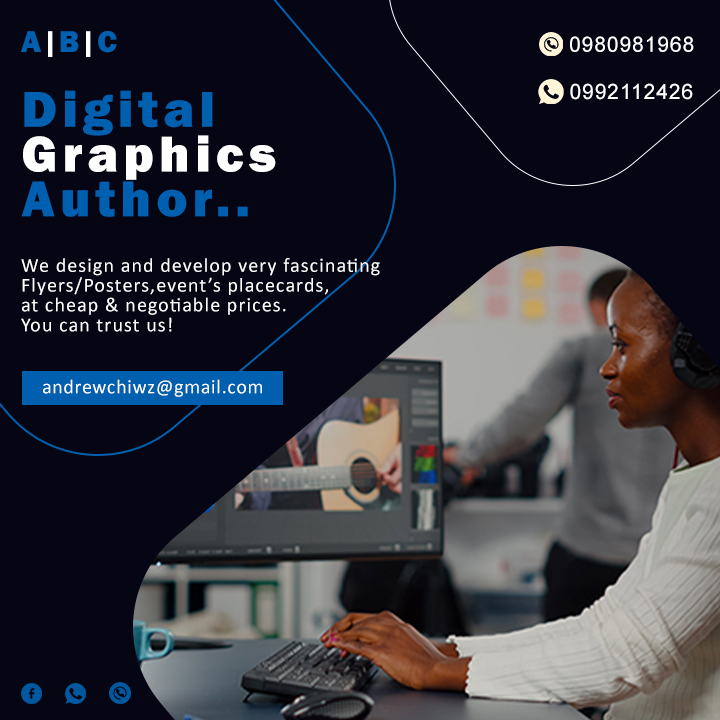 A|B|C
0980981968
0992112426
Digital
Graphics
Author..
We design and develop very fascinating
Flyers/Posters,event's placecards,
at cheap & negotiable prices.
You can trust us!
andrewchiwz@gmail.com